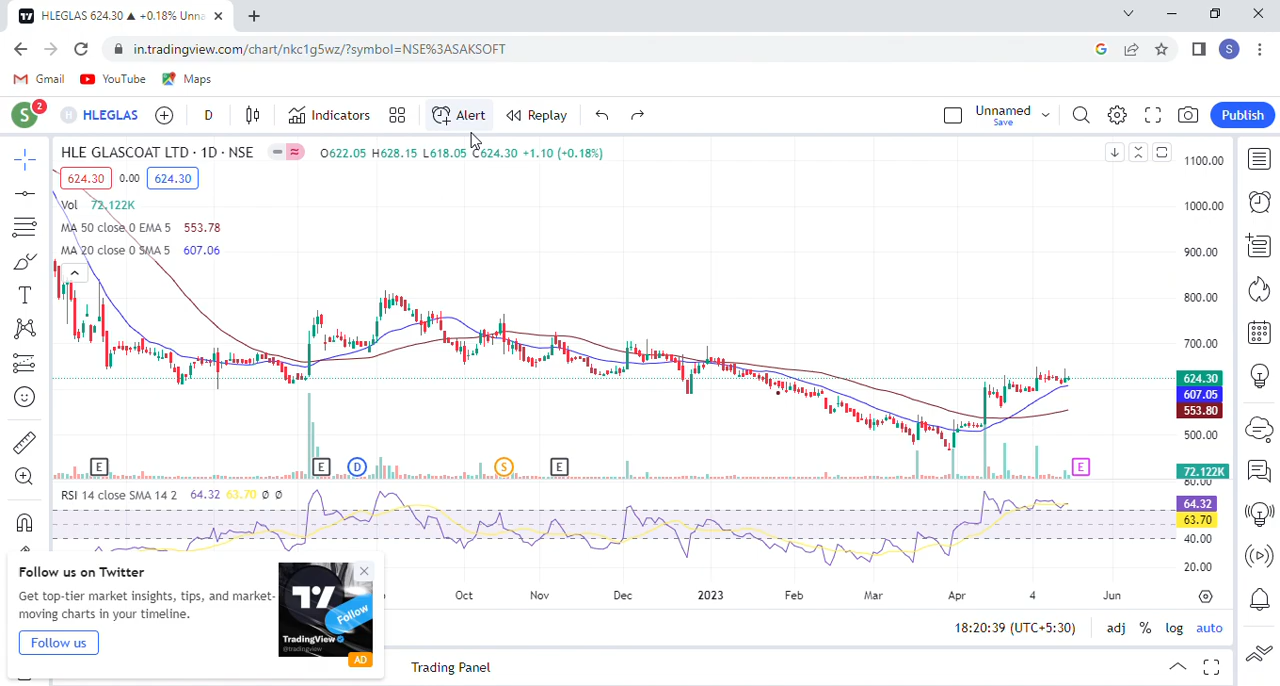 HLEGLAS 624.30 ▲ +0.18% Unna
in.tradingview.com/chart/nkc1g5wz/?symbol=NSE%3ASAKSOFT
S
Gmail YouTube Maps
S 2 H HLEGLAS D Indicators Alert Replay Unnamed Save Publish
HLE GLASCOAT LTD · 1D · NSE O622.05 H628.15 L618.05 C624.30 +1.10 (+0.18%)
624.30 0.00 624.30
Vol 72.122K
MA 50 close 0 EMA 5 553.78
MA 20 close 0 SMA 5 607.06
1100.00
1000.00
900.00
800.00
700.00
624.30
607.05
553.80
500.00
E E D S E E
72.122K
80.00
RSI 14 close SMA 14 2 64.32 63.70 Ø Ø
64.32
63.70
40.00
20.00
Oct Nov Dec 2023 Feb Mar Apr 4 Jun
Follow us on Twitter
Get top-tier market insights, tips, and market-
moving charts in your timeline.
Follow us
Follow
TradingView
@tradingview
AD
18:20:39 (UTC+5:30) adj % log auto
Trading Panel